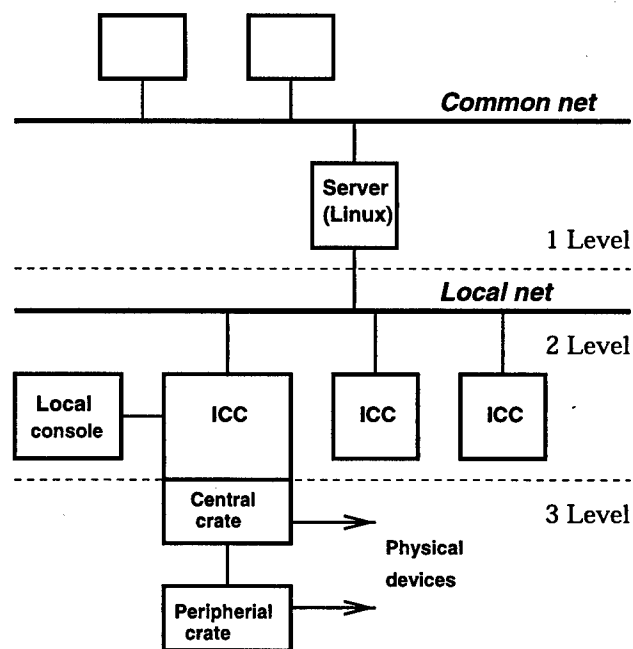 Common net
Server
(Linux)
1 Level
Local net
2 Level
Local
console
ICC
ICC
ICC
Central
crate
3 Level
Physical
devices
Peripherial
crate